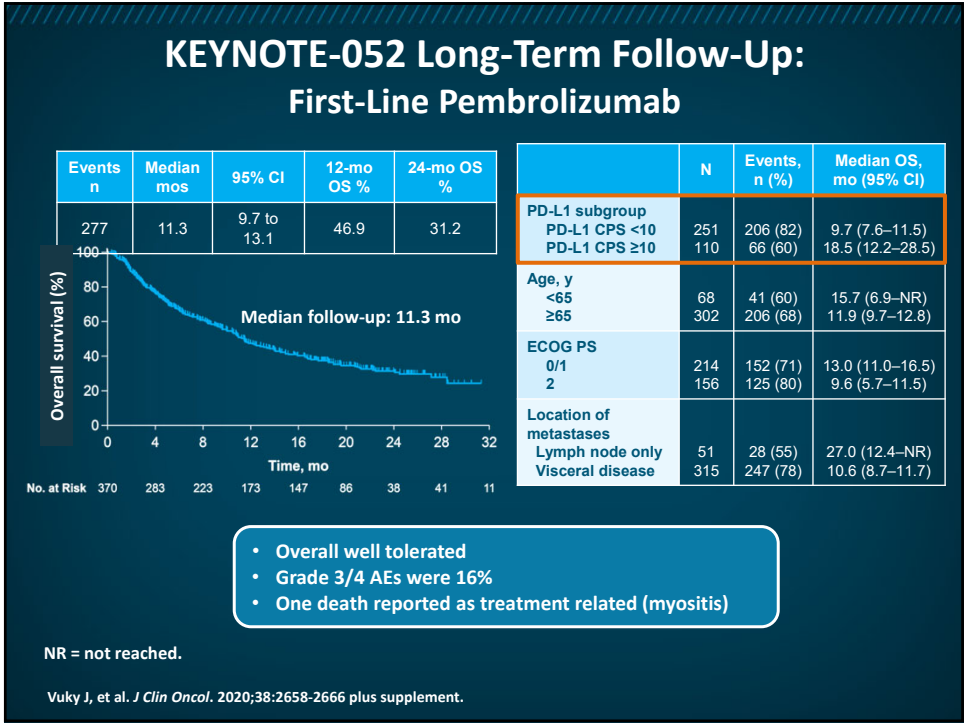 KEYNOTE-052 Long-Term Follow-Up:
First-Line Pembrolizumab
Events n Median mos 95% CI 12-mo OS % 24-mo OS %
277 11.3 9.7 to 13.1 46.9 31.2
Overall survival (%)
100
80
60
40
20
0
Median follow-up: 11.3 mo
0 4 8 12 16 20 24 28 32
Time, mo
No. at Risk 370 283 223 173 147 86 38 41 11
N Events, n (%) Median OS, mo (95% CI)
PD-L1 subgroup
PD-L1 CPS <10 251 206 (82) 9.7 (7.6–11.5)
PD-L1 CPS ≥10 110 66 (60) 18.5 (12.2–28.5)
Age, y
<65 68 41 (60) 15.7 (6.9–NR)
≥65 302 206 (68) 11.9 (9.7–12.8)
ECOG PS
0/1 214 152 (71) 13.0 (11.0–16.5)
2 156 125 (80) 9.6 (5.7–11.5)
Location of
metastases
Lymph node only 51 28 (55) 27.0 (12.4–NR)
Visceral disease 315 247 (78) 10.6 (8.7–11.7)
• Overall well tolerated
• Grade 3/4 AEs were 16%
• One death reported as treatment related (myositis)
NR = not reached.
Vuky J, et al. J Clin Oncol. 2020;38:2658-2666 plus supplement.